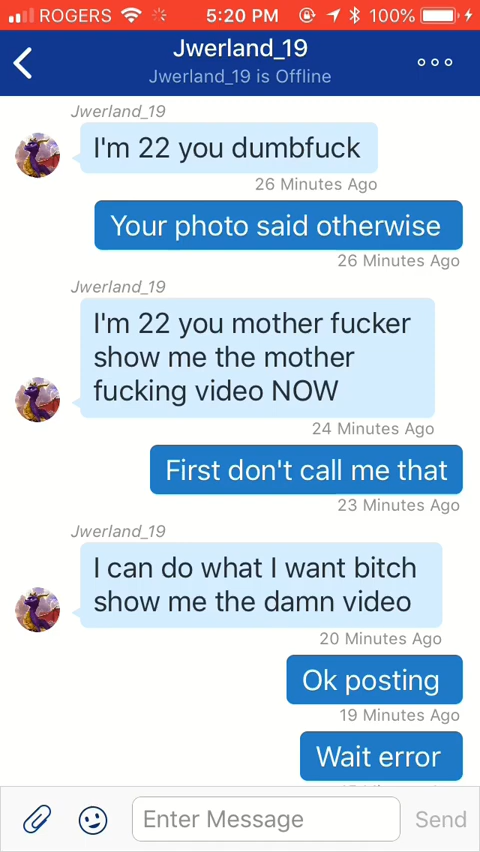 ROGERS 5:20 PM 100%
Jwerland_19
Jwerland_19 is Offline
Jwerland_19
I'm 22 you dumbfuck
26 Minutes Ago
Your photo said otherwise
26 Minutes Ago
Jwerland_19
I'm 22 you mother fucker
show me the mother
fucking video NOW
24 Minutes Ago
First don't call me that
23 Minutes Ago
Jwerland_19
I can do what I want bitch
show me the damn video
20 Minutes Ago
Ok posting
19 Minutes Ago
Wait error
Enter Message
Send